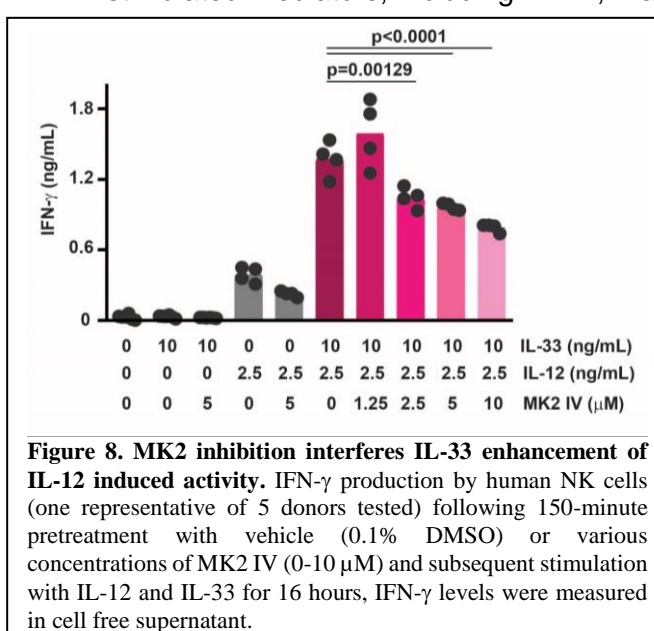 p<0.0001
p=0.00129
1.8
1.2
0.6
0
IFN-γ (ng/mL)
0 10 10 0 0 10 10 10 10 10 IL-33 (ng/mL)
0 0 0 2.5 2.5 2.5 2.5 2.5 2.5 2.5 IL-12 (ng/mL)
0 0 5 0 5 0 1.25 2.5 5 10 MK2 IV (μM)
Figure 8. MK2 inhibition interferes IL-33 enhancement of
IL-12 induced activity. IFN-γ production by human NK cells
(one representative of 5 donors tested) following 150-minute
pretreatment with vehicle (0.1% DMSO) or various
concentrations of MK2 IV (0-10 μM) and subsequent stimulation
with IL-12 and IL-33 for 16 hours, IFN-γ levels were measured
in cell free supernatant.